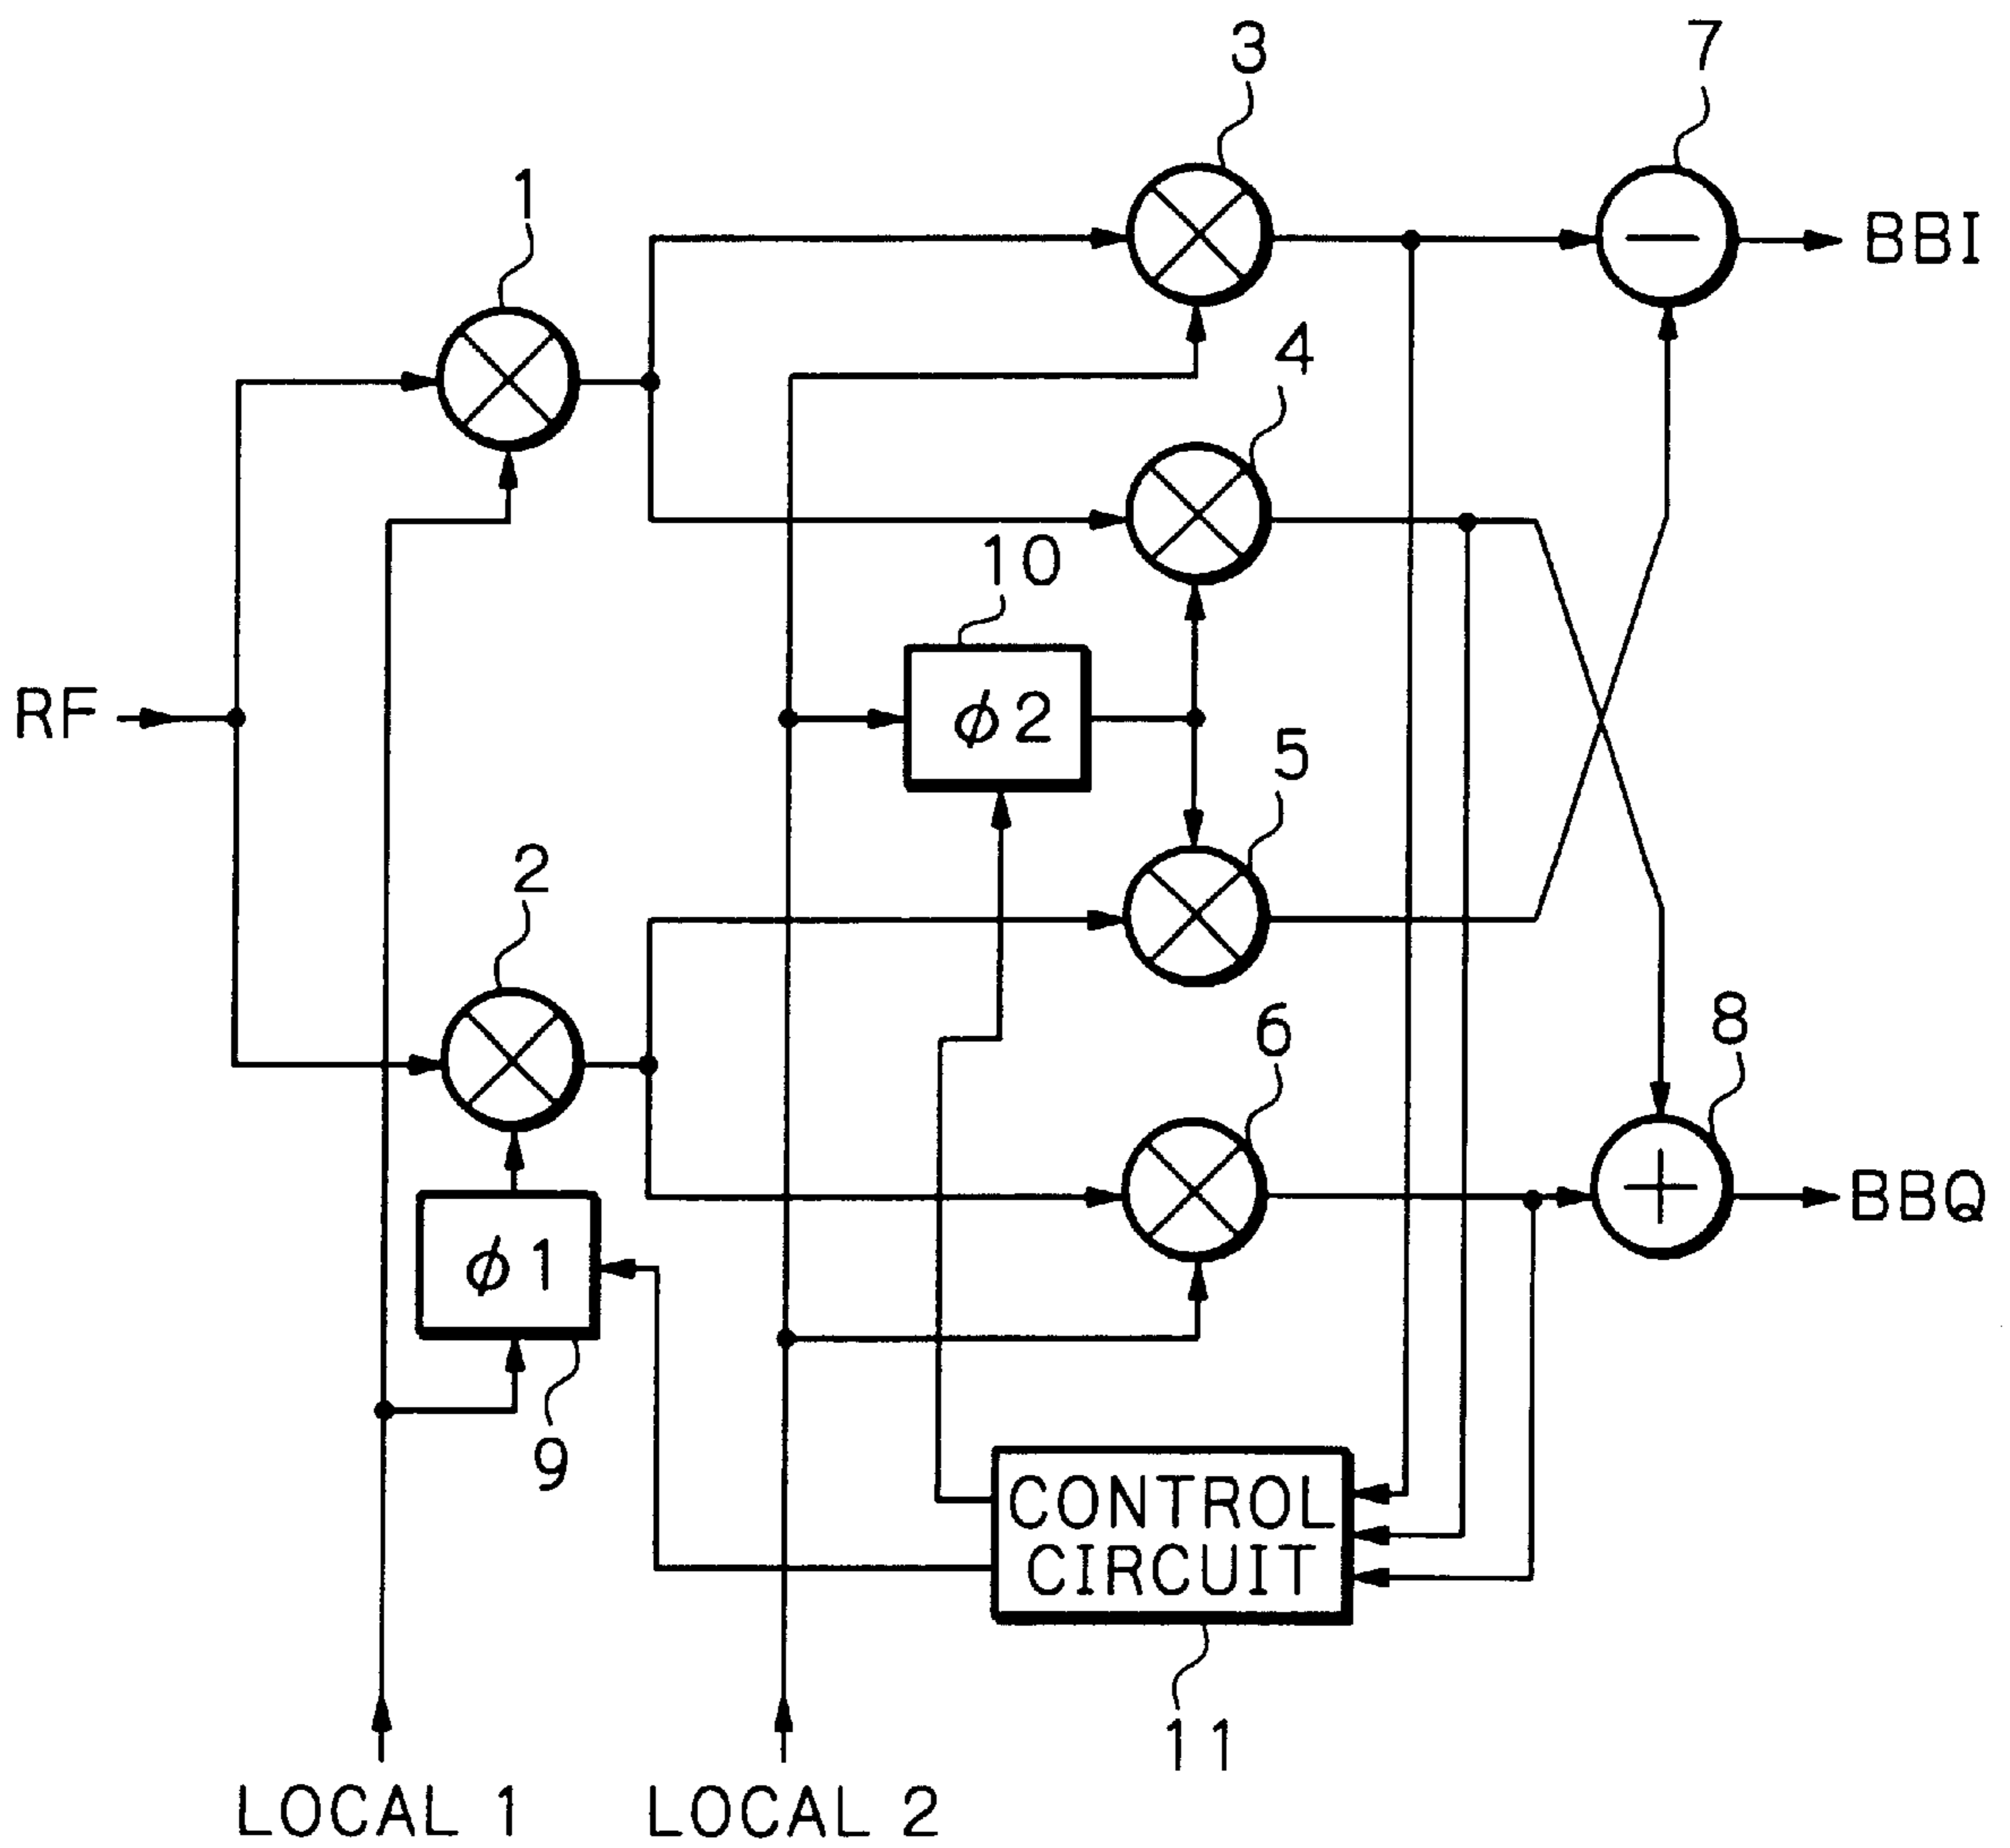 3
7
1
BBI
4
10
RF
φ2
5
2
6
8
BBQ
φ1
9
CONTROL
CIRCUIT
11
LOCAL 1
LOCAL 2